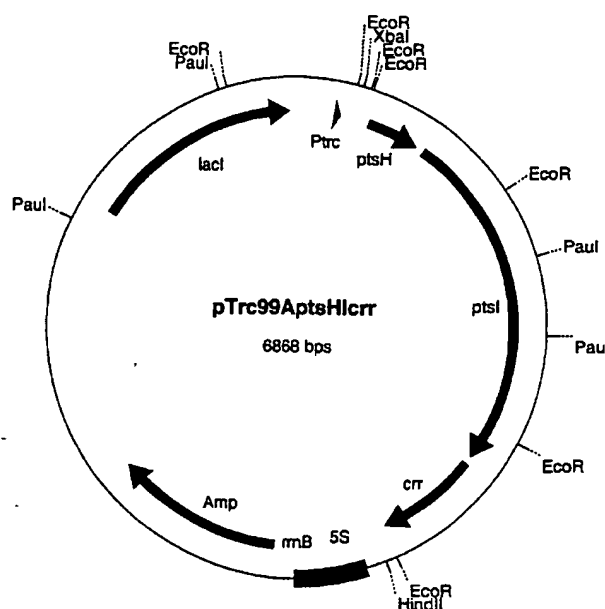 EcoR
XbaI
EcoR
EcoR
EcoR
PauI
Ptrc
ptsH
lacI
EcoR
PauI
PauI
pTrc99AptsHIcrr
6868 bps
ptsI
Pau
EcoR
crr
Amp
rrnB
5S
EcoR
HindII